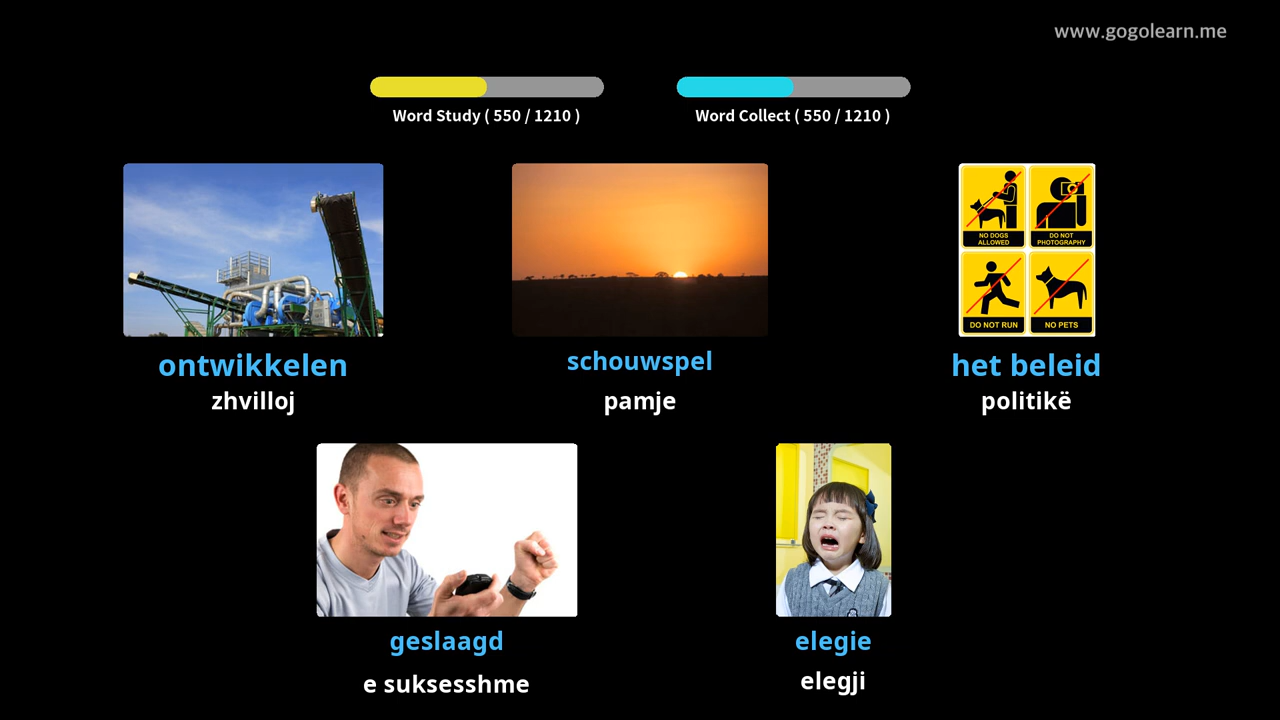 www.gogolearn.me
Word Study ( 550 / 1210 )
Word Collect ( 550 / 1210 )
NO DOGS
ALLOWED
DO NOT
PHOTOGRAPHY
DO NOT RUN
NO PETS
ontwikkelen
schouwspel
het beleid
zhvilloj
pamje
politikë
geslaagd
elegie
e suksesshme
elegji